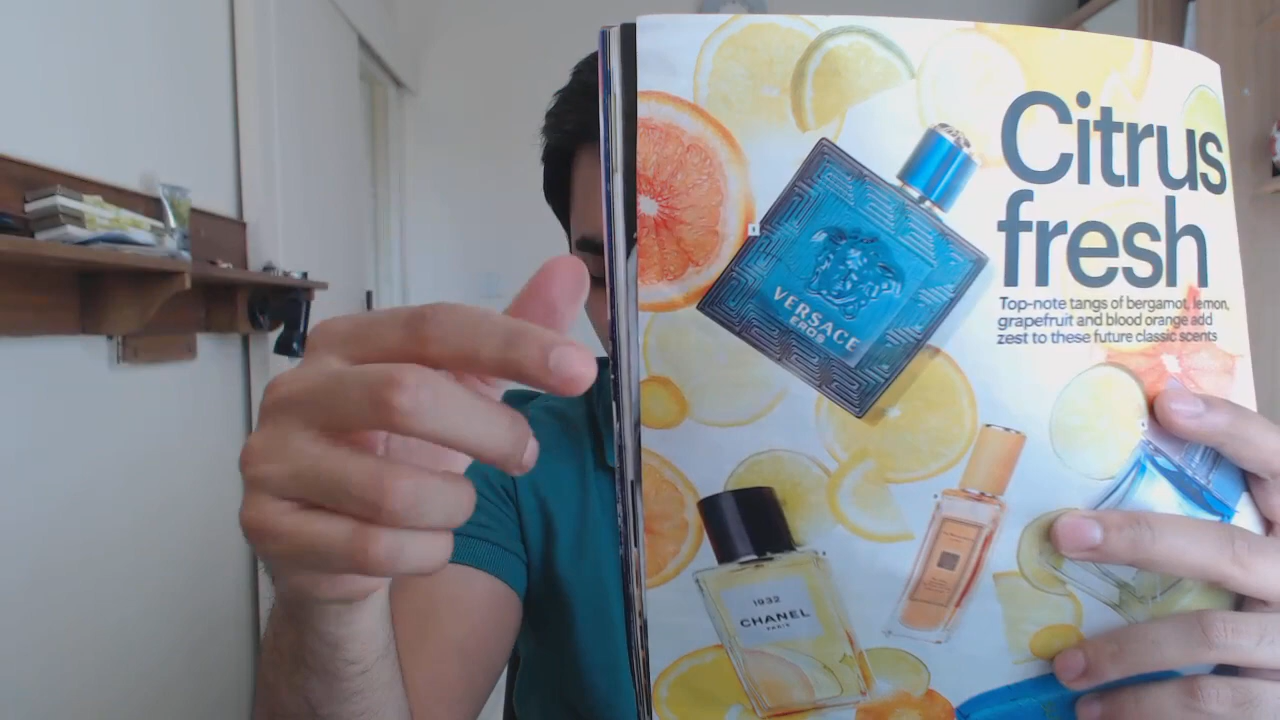 Citrus
fresh
Top-note tangs of bergamot, lemon,
grapefruit and blood orange add
zest to these future classic scents
VERSACE
EROS
1932
CHANEL
PARIS